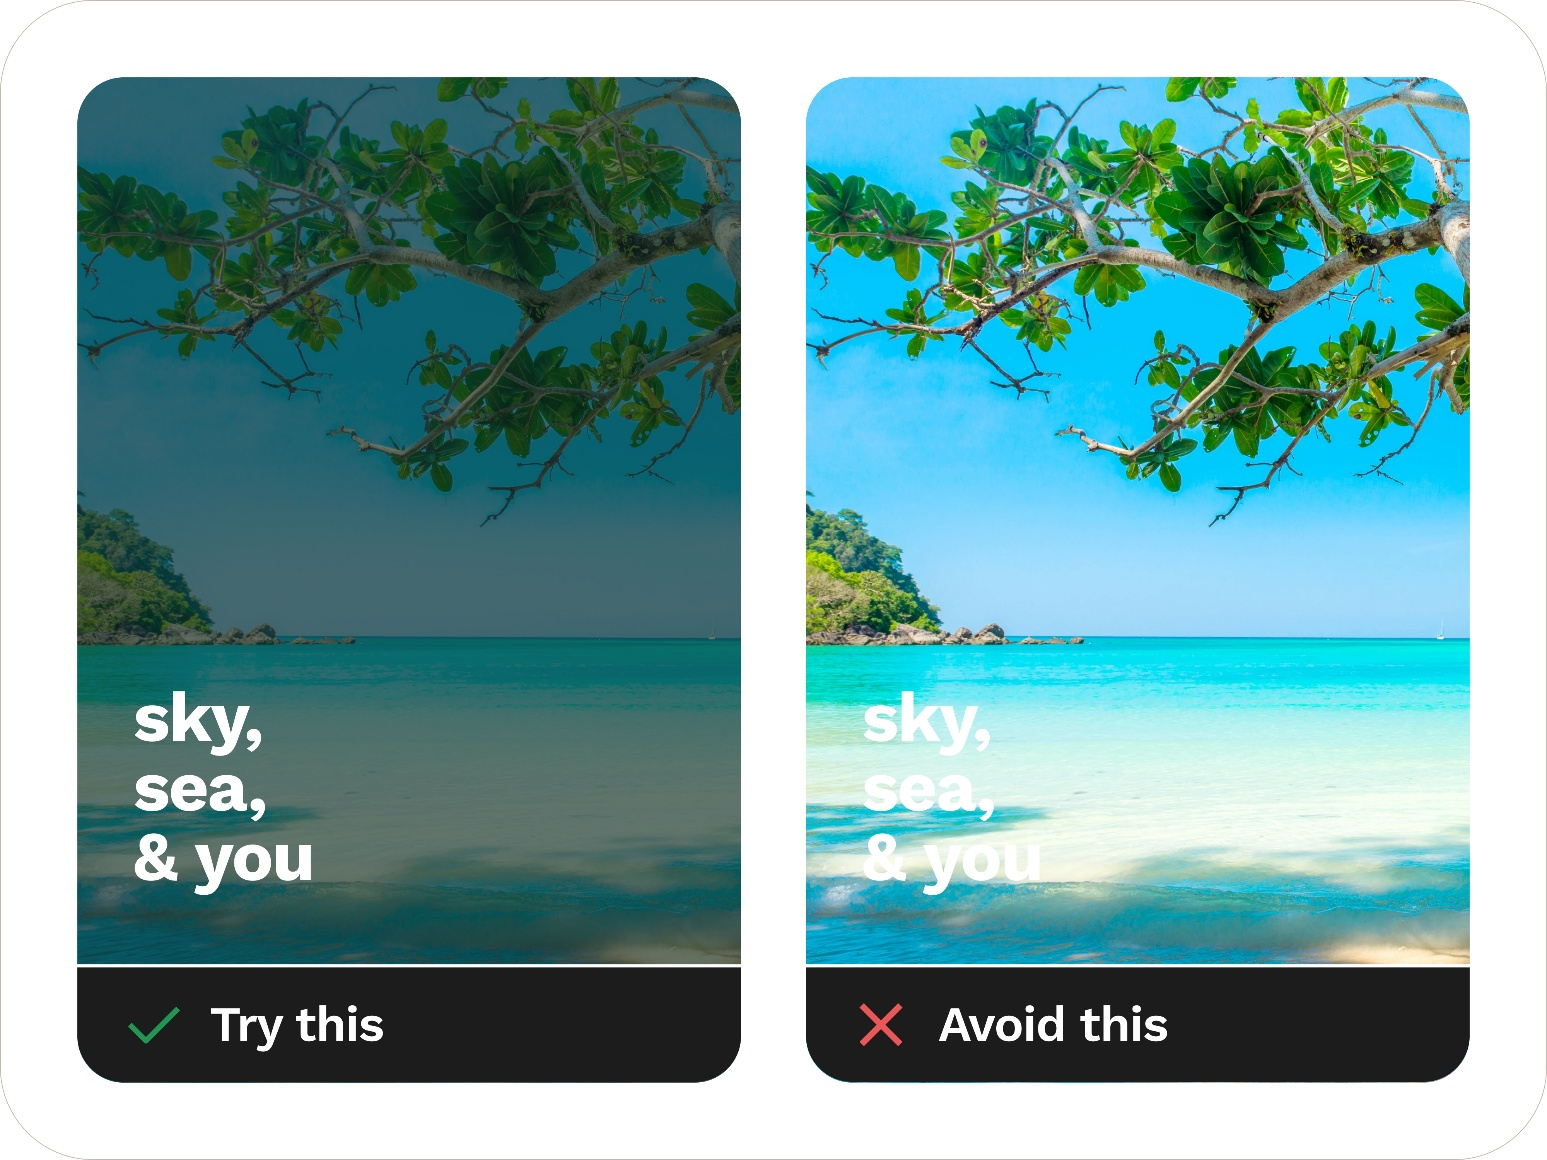 sky,
sea,
& you
Try this
sky,
sea,
& you
Avoid this